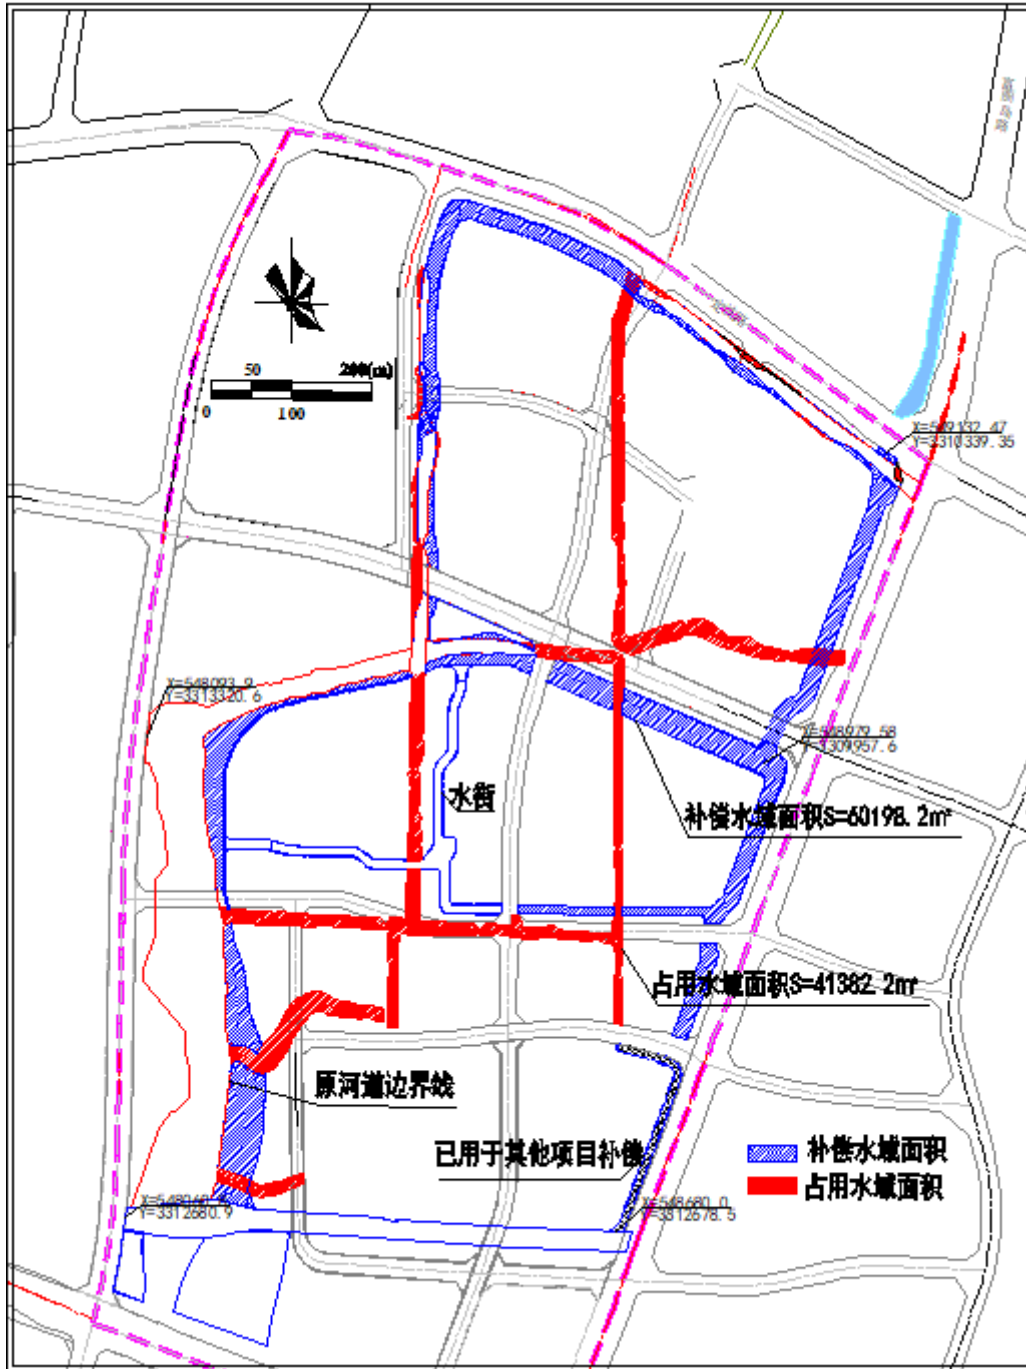 50
200(m)
0
100
X=549132.47
Y=3310339.35
X=548093.9
Y=3313320.6
X=548979.58
Y=3309957.6
水街
补偿水域面积S=60198.2㎡
占用水域面积S=41382.2㎡
原河道边界线
已用于其他项目补偿
补偿水域面积
占用水域面积
Y=3312680.9
X=548680.0
Y=3312678.5